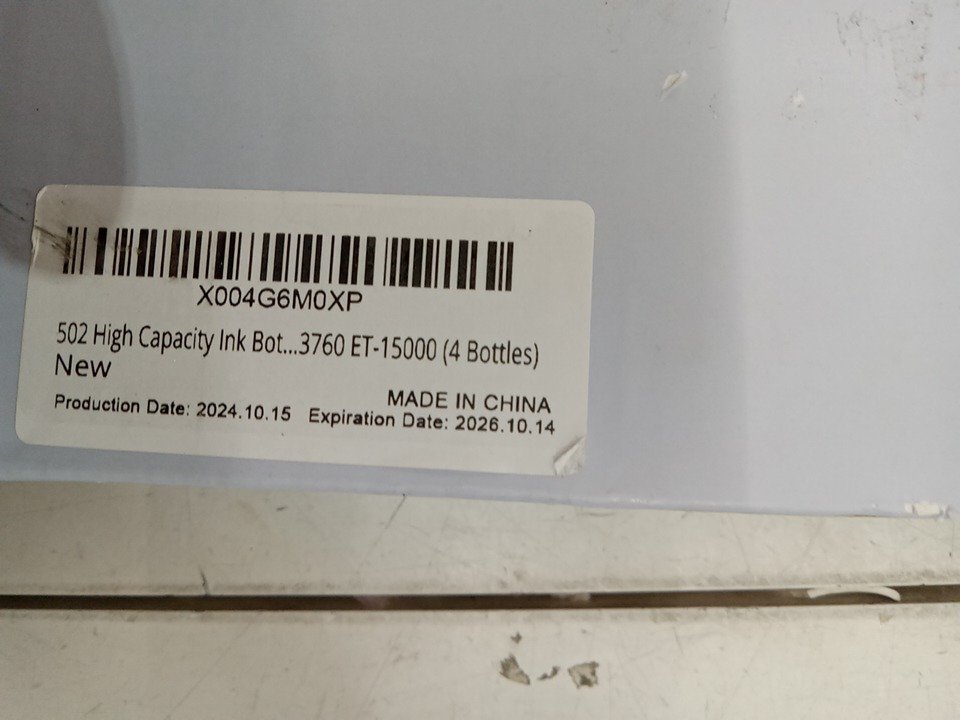 X004G6M0XP
502 High Capacity Ink Bot...3760 ET-15000 (4 Bottles)
New
MADE IN CHINA
Production Date: 2024.10.15 Expiration Date: 2026.10.14